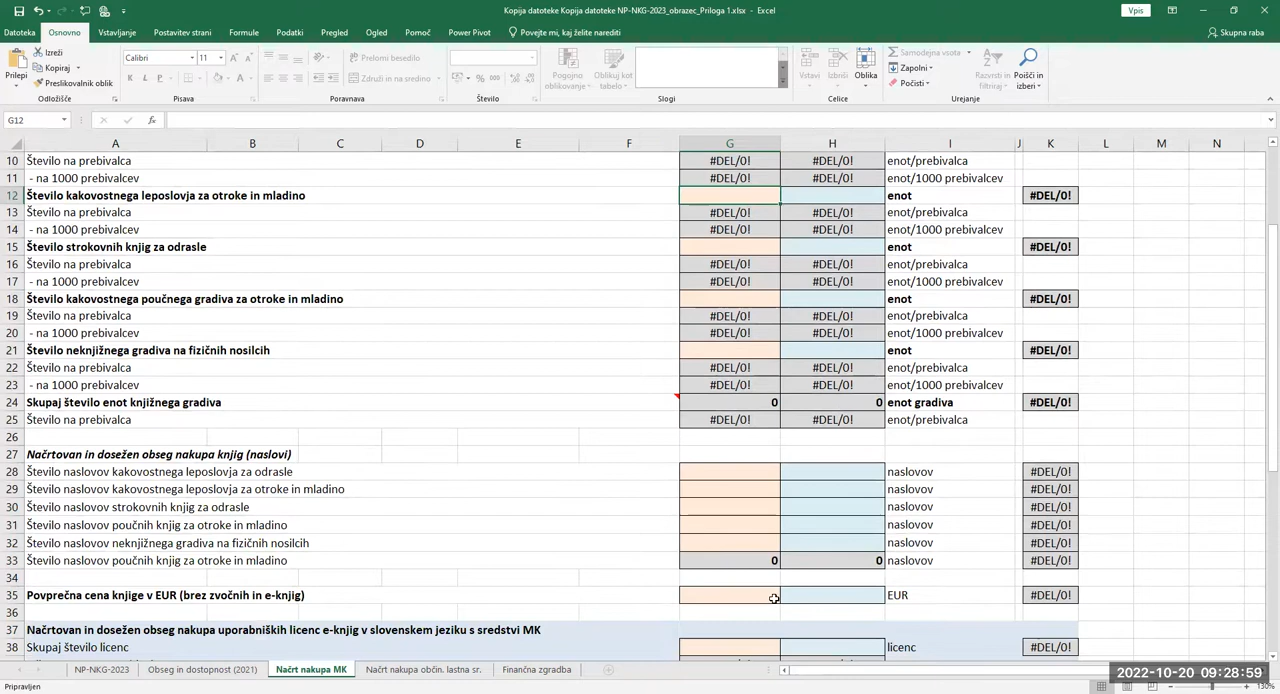 Kopija datoteke Kopija datoteke NP-NKG-2023_obrazec_Priloga 1.xlsx - Excel
Vpis
Datoteka Osnovno Vstavljanje Postavitev strani Formule Podatki Pregled Ogled Pomoč Power Pivot Povejte mi, kaj želite narediti Skupna raba
Prilepi
Izreži
Kopiraj
Preslikovalnik oblik
Calibri 11
K L P
Prelomi besedilo
Združi in na sredino
Pogojno oblikovanje
Oblikuj kot tabelo
Vstavi Izbriši Oblika
Samodejna vsota
Zapolni
Počisti
Razvrsti in filtriraj
Poišči in izberi
Odložišče Pisava Poravnava Število Slogi Celice Urejanje
G12 fx
A B C D E F G H I J K L M N
10 Število na prebivalca #DEL/0! #DEL/0! enot/prebivalca
11 - na 1000 prebivalcev #DEL/0! #DEL/0! enot/1000 prebivalcev
12 Število kakovostnega leposlovja za otroke in mladino enot #DEL/0!
13 Število na prebivalca #DEL/0! #DEL/0! enot/prebivalca
14 - na 1000 prebivalcev #DEL/0! #DEL/0! enot/1000 prebivalcev
15 Število strokovnih knjig za odrasle enot #DEL/0!
16 Število na prebivalca #DEL/0! #DEL/0! enot/prebivalca
17 - na 1000 prebivalcev #DEL/0! #DEL/0! enot/1000 prebivalcev
18 Število kakovostnega poučnega gradiva za otroke in mladino enot #DEL/0!
19 Število na prebivalca #DEL/0! #DEL/0! enot/prebivalca
20 - na 1000 prebivalcev #DEL/0! #DEL/0! enot/1000 prebivalcev
21 Število neknjižnega gradiva na fizičnih nosilcih enot #DEL/0!
22 Število na prebivalca #DEL/0! #DEL/0! enot/prebivalca
23 - na 1000 prebivalcev #DEL/0! #DEL/0! enot/1000 prebivalcev
24 Skupaj število enot knjižnega gradiva 0 0 enot gradiva #DEL/0!
25 Število na prebivalca #DEL/0! #DEL/0! enot/prebivalca
26
27 Načrtovan in dosežen obseg nakupa knjig (naslovi)
28 Število naslovov kakovostnega leposlovja za odrasle naslovov #DEL/0!
29 Število naslovov kakovostnega leposlovja za otroke in mladino naslovov #DEL/0!
30 Število naslovov strokovnih knjig za odrasle naslovov #DEL/0!
31 Število naslovov poučnih knjig za otroke in mladino naslovov #DEL/0!
32 Število naslovov neknjižnega gradiva na fizičnih nosilcih naslovov #DEL/0!
33 Število naslovov poučnih knjig za otroke in mladino 0 0 naslovov #DEL/0!
34
35 Povprečna cena knjige v EUR (brez zvočnih in e-knjig) EUR #DEL/0!
36
37 Načrtovan in dosežen obseg nakupa uporabniških licenc e-knjig v slovenskem jeziku s sredstvi MK
38 Skupaj število licenc licenc #DEL/0!
NP-NKG-2023 Obseg in dostopnost (2021) Načrt nakupa MK Načrt nakupa občin. lastna sr. Finančna zgradba
2022-10-20 09:28:59
Pripravljen 130%